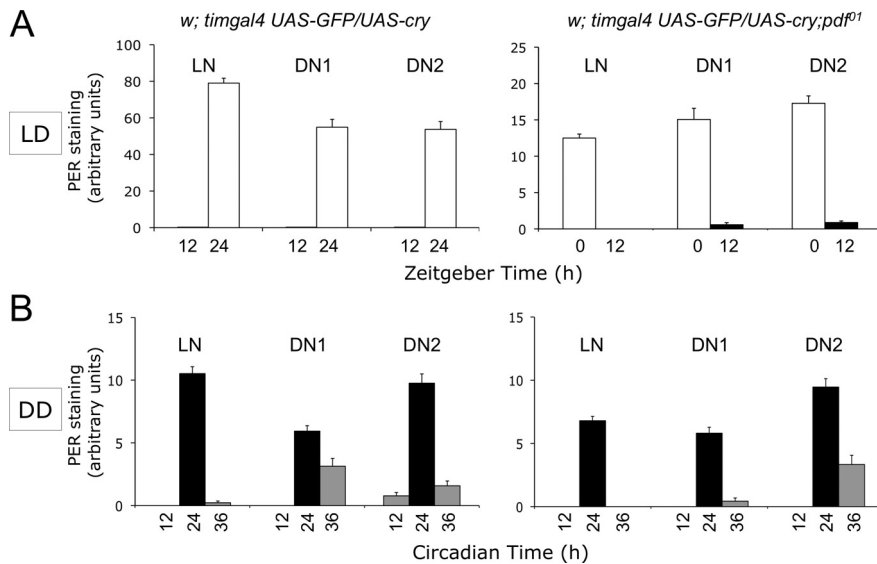 A
w; timgal4 UAS-GFP/UAS-cry
w; timgal4 UAS-GFP/UAS-cry;pdf01
LD
PER staining
(arbitrary units)
100
80
60
40
20
0
LN DN1 DN2
12 24 12 24 12 24
25
20
15
10
5
0
LN DN1 DN2
0 12 0 12 0 12
Zeitgeber Time (h)
B
DD
PER staining
(arbitrary units)
15
10
5
0
LN DN1 DN2
12 24 36 12 24 36 12 24 36
15
10
5
0
LN DN1 DN2
12 24 36 12 24 36 12 24 36
Circadian Time (h)